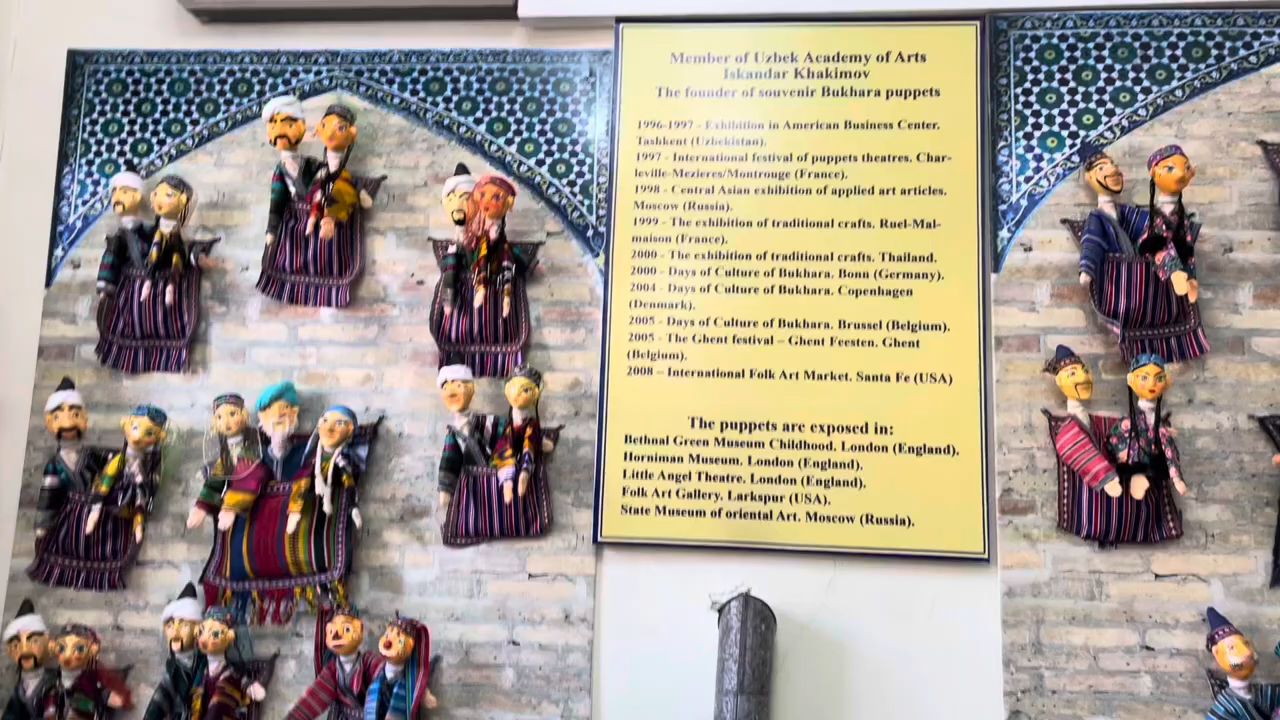 Member of Uzbek Academy of Arts
Iskandar Khakimov
The founder of souvenir Bukhara puppets
1996-1997 - Exhibition in American Business Center.
Tashkent (Uzbekistan).
1997 - International festival of puppets theatres. Char-
leville-Mezieres/Montrouge (France).
1998 - Central Asian exhibition of applied art articles.
Moscow (Russia).
1999 - The exhibition of traditional crafts. Ruel-Mal-
maison (France).
2000 - The exhibition of traditional crafts. Thailand.
2000 - Days of Culture of Bukhara. Bonn (Germany).
2004 - Days of Culture of Bukhara. Copenhagen
(Denmark).
2005 - Days of Culture of Bukhara. Brussel (Belgium).
2005 - The Ghent festival – Ghent Feesten. Ghent
(Belgium).
2008 – International Folk Art Market. Santa Fe (USA)
The puppets are exposed in:
Bethnal Green Museum Childhood. London (England).
Horniman Museum. London (England).
Little Angel Theatre. London (England).
Folk Art Gallery. Larkspur (USA).
State Museum of oriental Art. Moscow (Russia).